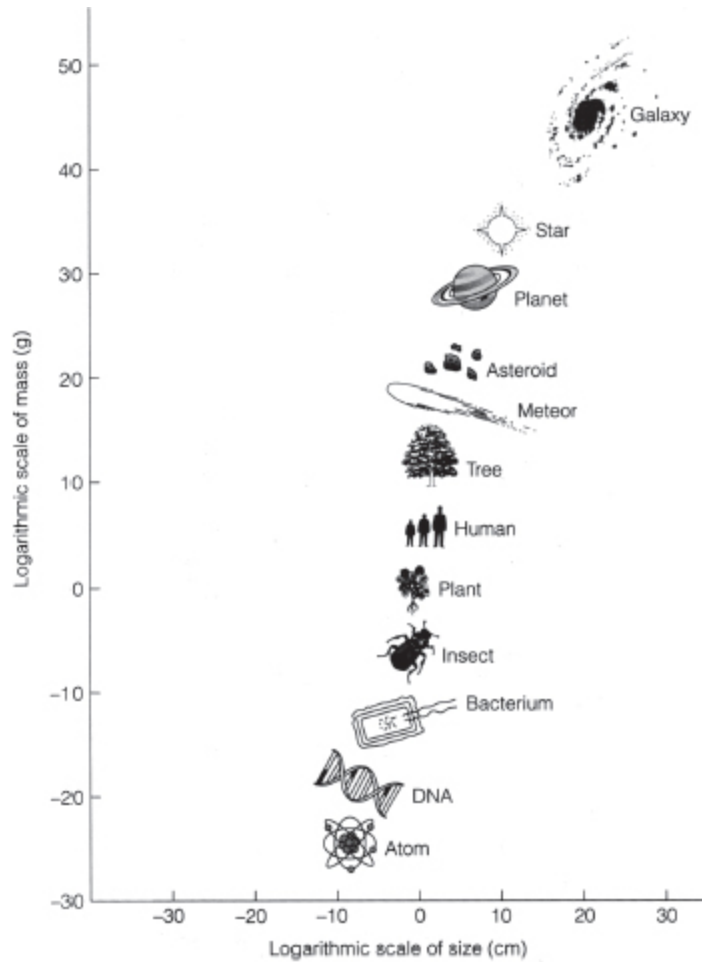 50
Galaxy
40
Star
30
Planet
Asteroid
20
Meteor
Tree
10
Human
0
Plant
Insect
−10
Bacterium
DNA
−20
Atom
−30
−30 −20 −10 0 10 20 30
Logarithmic scale of size (cm)
Logarithmic scale of mass (g)